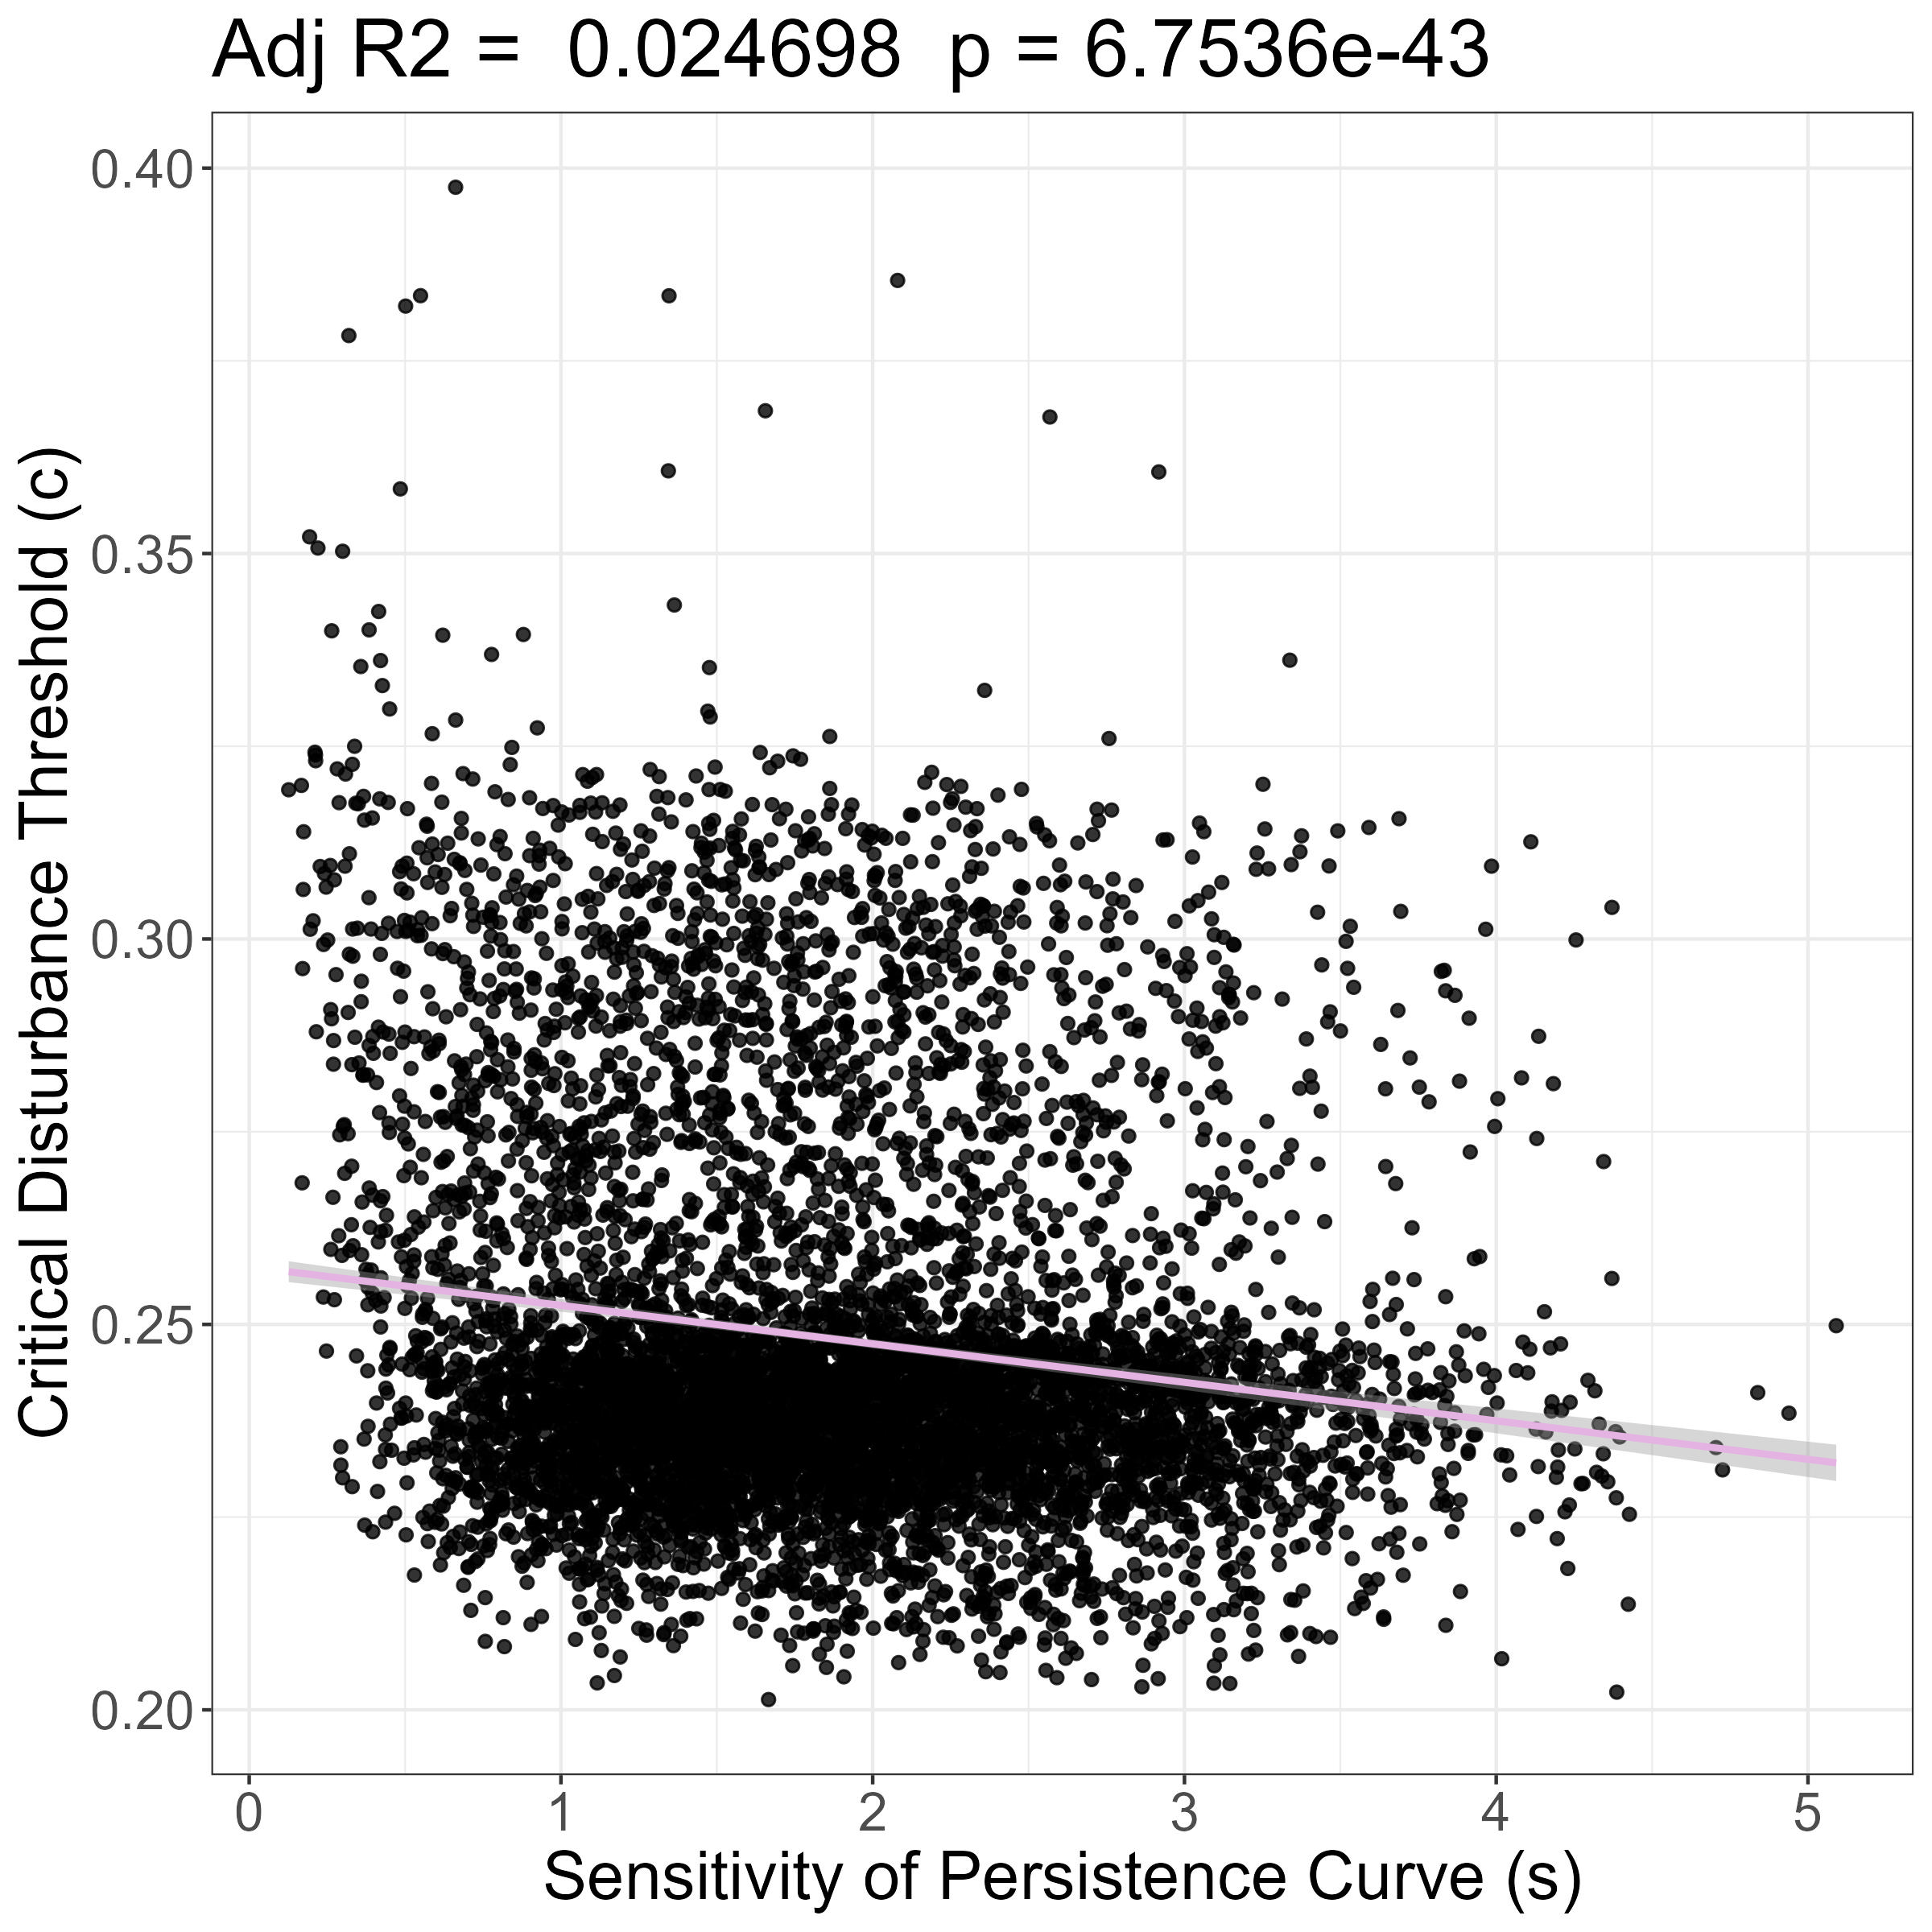 Adj R2 =  0.024698  p = 6.7536e-43
Critical Disturbance Threshold (c)
0.40
0.35
0.30
0.25
0.20
0 1 2 3 4 5
Sensitivity of Persistence Curve (s)